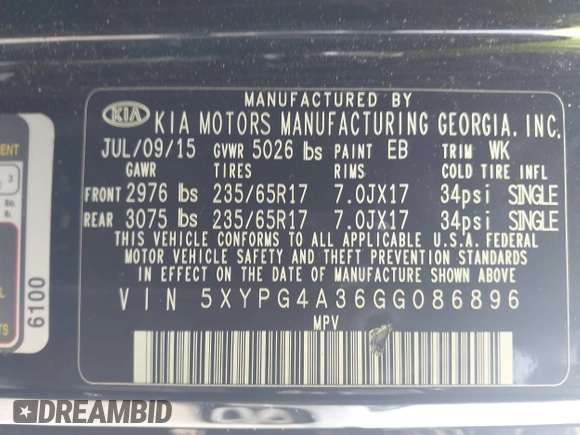 MANUFACTURED BY
KIA KIA MOTORS MANUFACTURING GEORGIA, INC.
JUL/09/15 GVWR 5026 lbs PAINT EB TRIM WK
GAWR TIRES RIMS COLD TIRE INFL
FRONT 2976 lbs 235/65R17 7.0JX17 34psi SINGLE
REAR 3075 lbs 235/65R17 7.0JX17 34psi SINGLE
THIS VEHICLE CONFORMS TO ALL APPLICABLE U.S.A. FEDERAL
MOTOR VEHICLE SAFETY AND THEFT PREVENTION STANDARDS
IN EFFECT ON THE DATE OF MANUFACTURE SHOWN ABOVE.
VIN 5XYPG4A36GG086896
MPV
6100
3
lbs.
DREAMBID